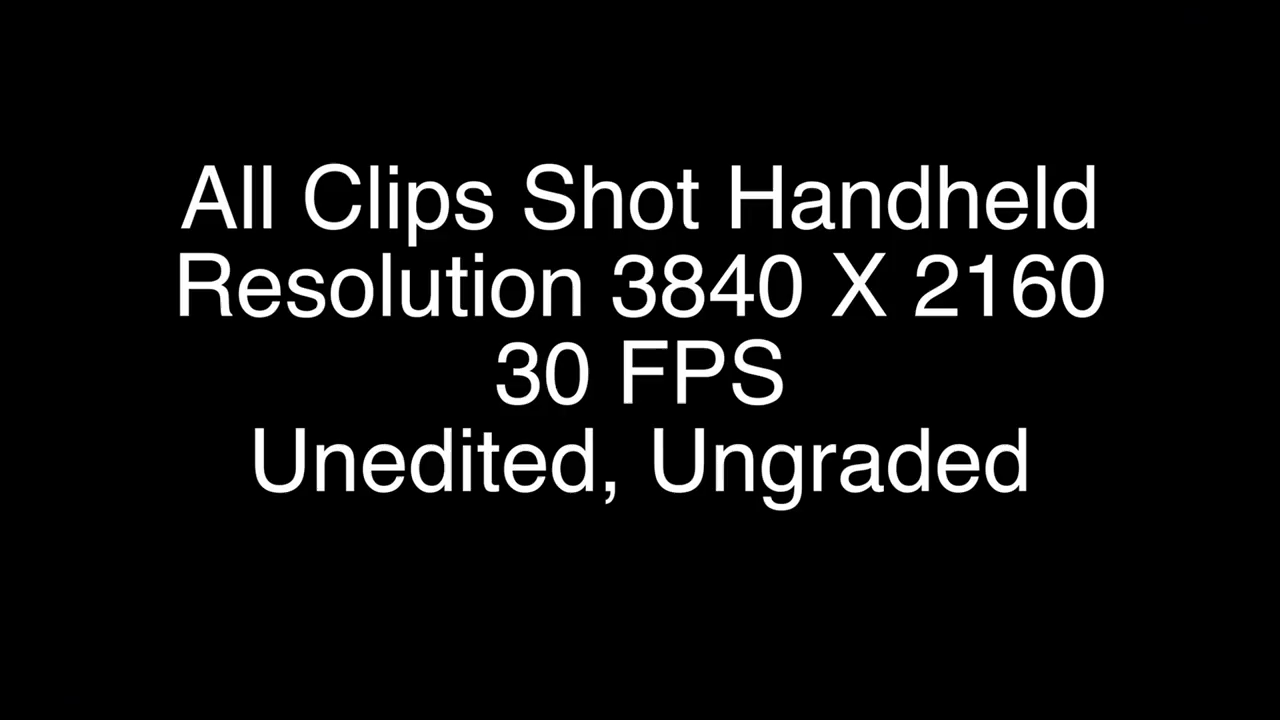 All Clips Shot Handheld
Resolution 3840 X 2160
30 FPS
Unedited, Ungraded